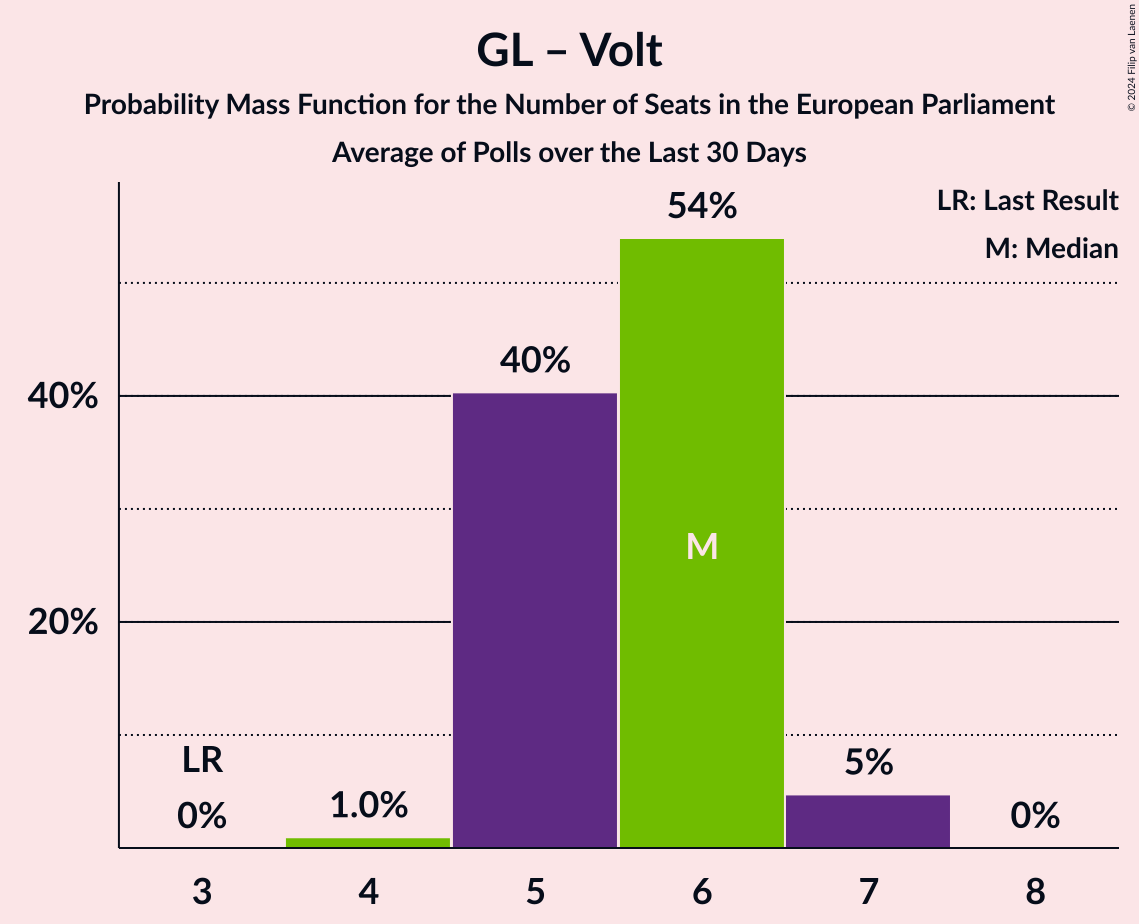 GL – Volt
Probability Mass Function for the Number of Seats in the European Parliament
Average of Polls over the Last 30 Days
© 2024 Filip van Laenen
LR: Last Result
M: Median
54%
40%
40%
M
20%
LR
0%
1.0%
5%
0%
3 4 5 6 7 8